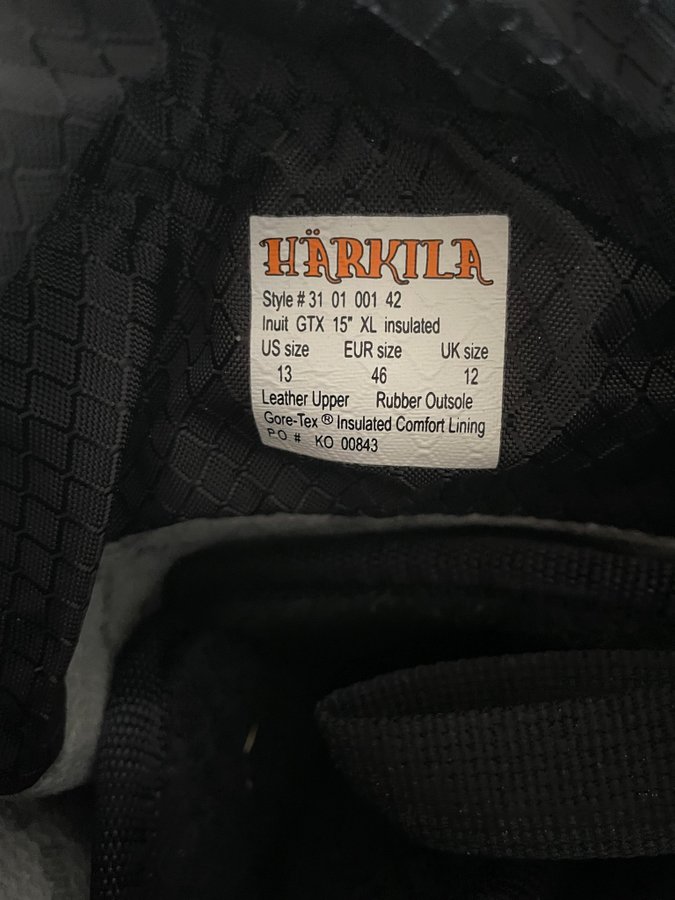 HÄRKILA
Style # 31 01 001 42
Inuit GTX 15" XL insulated
US size EUR size UK size
13 46 12
Leather Upper Rubber Outsole
Gore-Tex ® Insulated Comfort Lining
PO # KO 00843